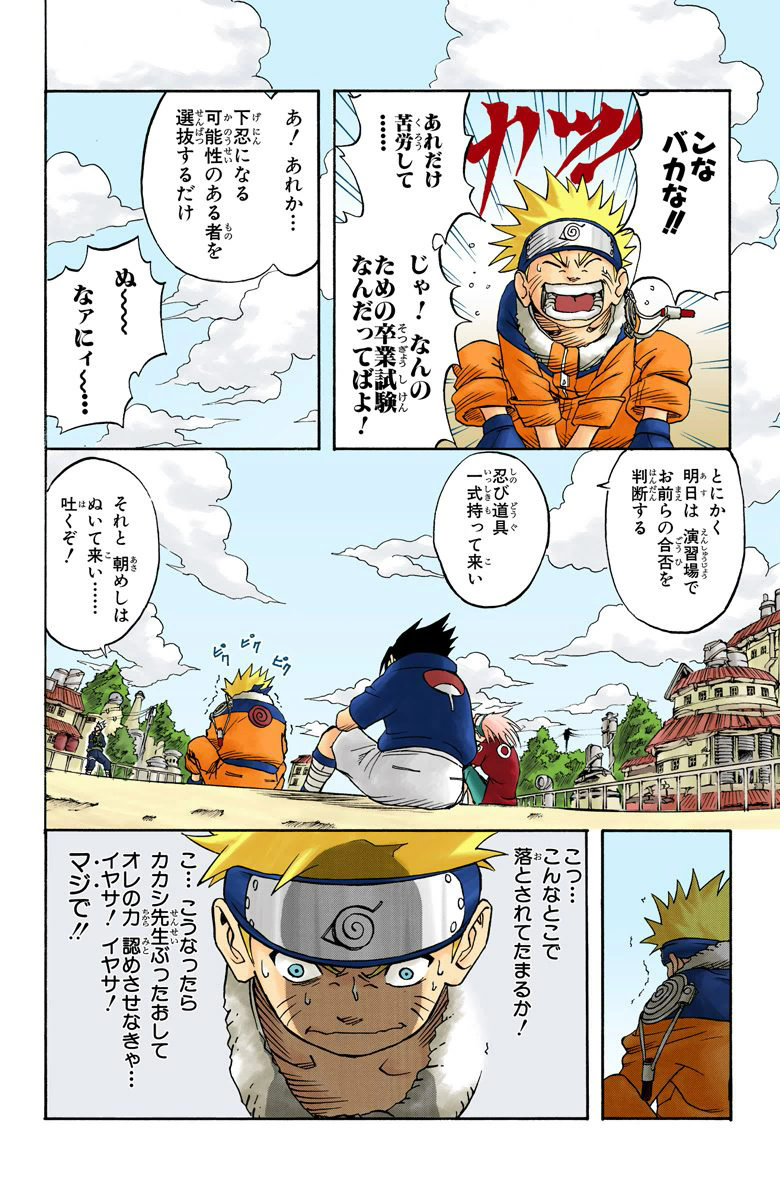 んな
バカな!!
カッ
あれだけ
苦労して
……
じゃ！なんの
ための卒業試験
なんだってばよ！
あ！あれか…
下忍になる
可能性のある者を
選抜するだけ
ぬ〜〜
なァにィ〜…
とにかく
明日は 演習場で
お前らの合否を
判断する
忍び道具
一式持って来い
それと 朝めしは
ぬいて来い……
吐くぞ！
ピク
ピク
ピク
こっ…
こんなとこで
落とされてたまるか！
こ…こうなったら
カカシ先生ぶったおして
オレの力 認めさせなきゃ…
イヤサ！イヤサ！
マジで!!